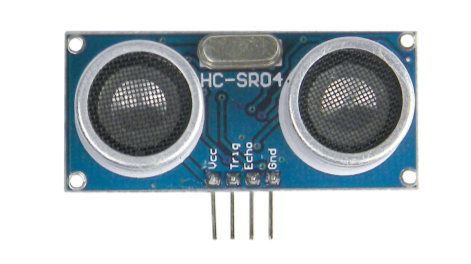 HC-SR04
Vcc
Trig
Echo
Gnd